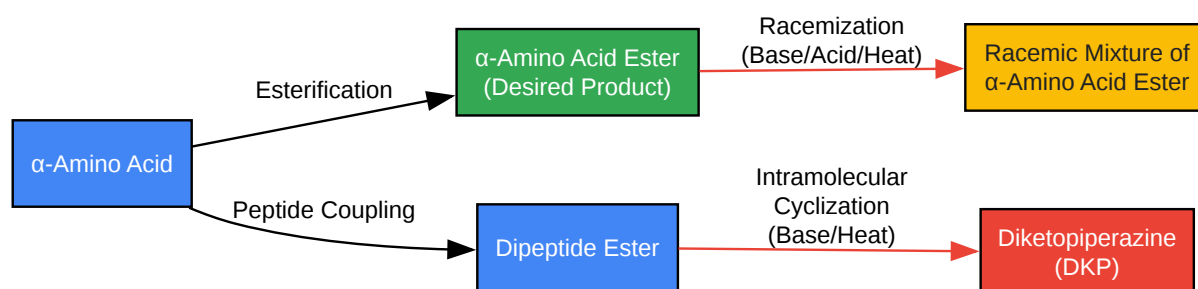 α-Amino Acid
Esterification
α-Amino Acid Ester
(Desired Product)
Racemization
(Base/Acid/Heat)
Racemic Mixture of
α-Amino Acid Ester
Peptide Coupling
Dipeptide Ester
Intramolecular
Cyclization
(Base/Heat)
Diketopiperazine
(DKP)